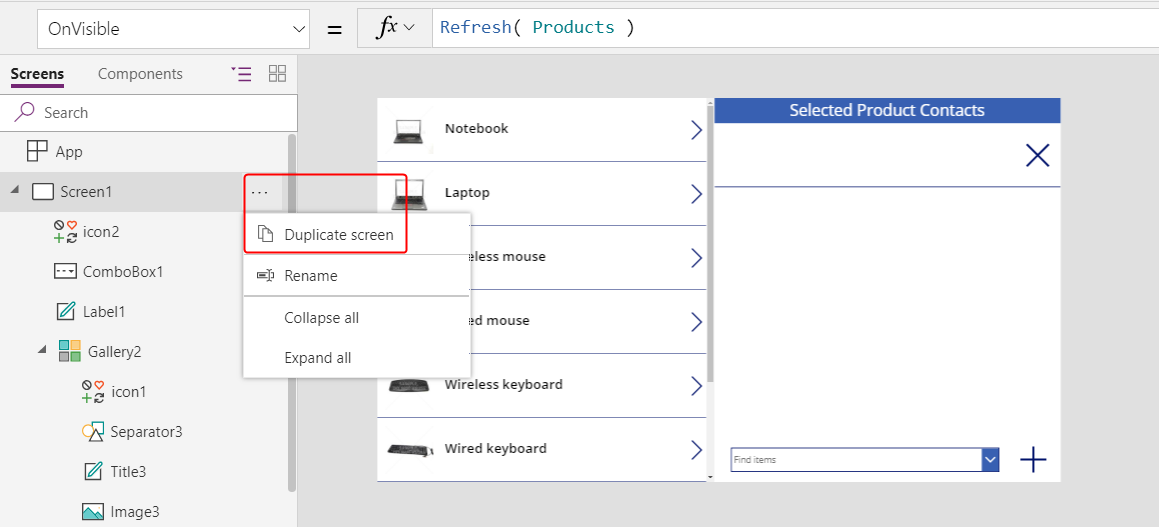 OnVisible
=
fx
Refresh( Products )
Screens
Components
Search
App
Screen1
...
Duplicate screen
Rename
Collapse all
Expand all
icon2
ComboBox1
Label1
Gallery2
icon1
Separator3
Title3
Image3
Notebook
Laptop
eless mouse
ed mouse
Wireless keyboard
Wired keyboard
Selected Product Contacts
Find items